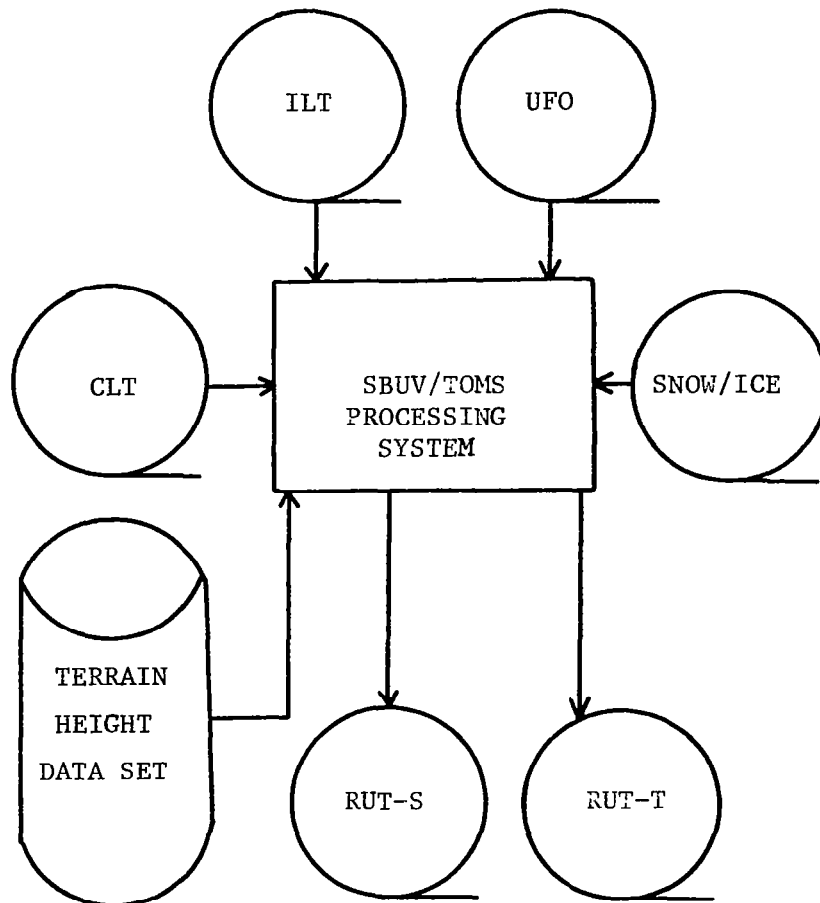 ILT
UFO
CLT
SBUV/TOMS
PROCESSING
SYSTEM
SNOW/ICE
TERRAIN
HEIGHT
DATA SET
RUT-S
RUT-T